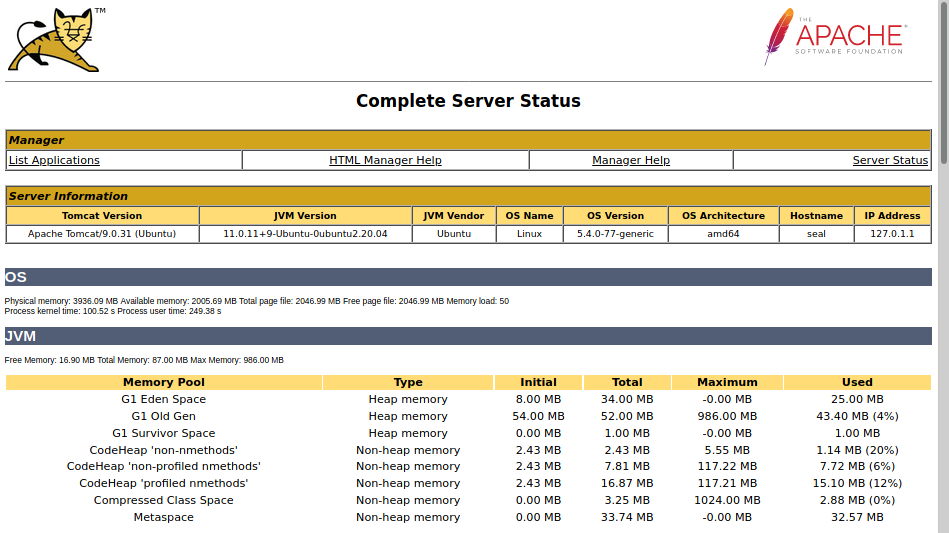 TM
THE
APACHE®
SOFTWARE FOUNDATION
Complete Server Status
Manager
List Applications HTML Manager Help Manager Help Server Status
Server Information
Tomcat Version JVM Version JVM Vendor OS Name OS Version OS Architecture Hostname IP Address
Apache Tomcat/9.0.31 (Ubuntu) 11.0.11+9-Ubuntu-0ubuntu2.20.04 Ubuntu Linux 5.4.0-77-generic amd64 seal 127.0.1.1
OS
Physical memory: 3936.09 MB Available memory: 2005.69 MB Total page file: 2046.99 MB Free page file: 2046.99 MB Memory load: 50
Process kernel time: 100.52 s Process user time: 249.38 s
JVM
Free Memory: 16.90 MB Total Memory: 87.00 MB Max Memory: 986.00 MB
Memory Pool Type Initial Total Maximum Used
G1 Eden Space Heap memory 8.00 MB 34.00 MB -0.00 MB 25.00 MB
G1 Old Gen Heap memory 54.00 MB 52.00 MB 986.00 MB 43.40 MB (4%)
G1 Survivor Space Heap memory 0.00 MB 1.00 MB -0.00 MB 1.00 MB
CodeHeap 'non-nmethods' Non-heap memory 2.43 MB 2.43 MB 5.55 MB 1.14 MB (20%)
CodeHeap 'non-profiled nmethods' Non-heap memory 2.43 MB 7.81 MB 117.22 MB 7.72 MB (6%)
CodeHeap 'profiled nmethods' Non-heap memory 2.43 MB 16.87 MB 117.21 MB 15.10 MB (12%)
Compressed Class Space Non-heap memory 0.00 MB 3.25 MB 1024.00 MB 2.88 MB (0%)
Metaspace Non-heap memory 0.00 MB 33.74 MB -0.00 MB 32.57 MB